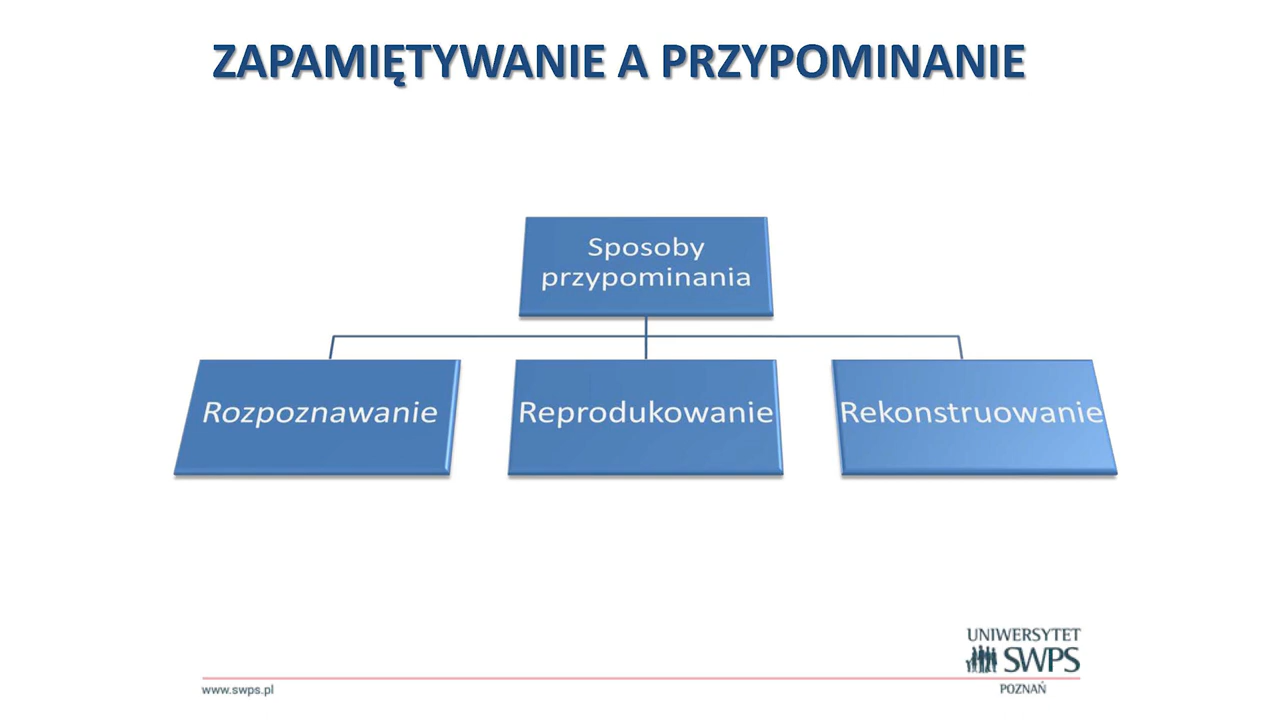 ZAPAMIĘTYWANIE A PRZYPOMINANIE
Sposoby
przypominania
Rozpoznawanie
Reprodukowanie
Rekonstruowanie
UNIWERSYTET
SWPS
www.swps.pl
POZNAŃ